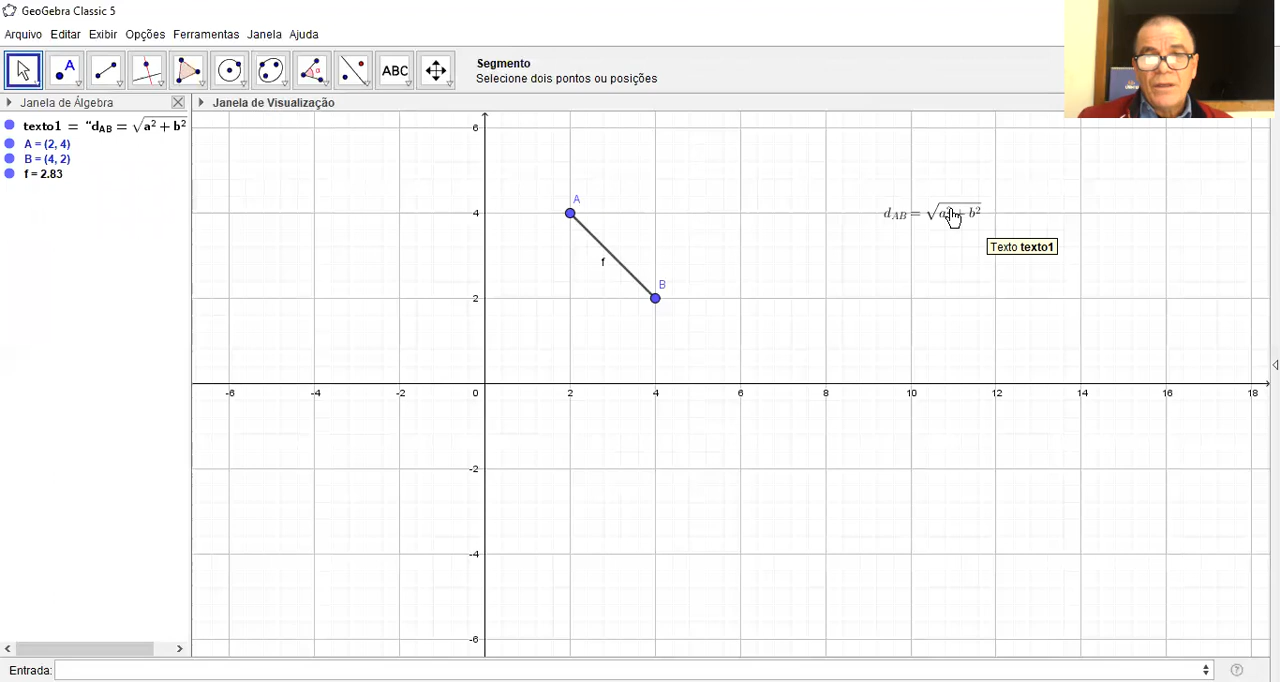 GeoGebra Classic 5
Arquivo Editar Exibir Opções Ferramentas Janela Ajuda
ABC
Segmento
Selecione dois pontos ou posições
Janela de Álgebra
Janela de Visualização
texto1 = “d_AB = √a² + b²
A = (2, 4)
B = (4, 2)
f = 2.83
6
4
2
0
-2
-4
-6
-6 -4 -2 2 4 6 8 10 12 14 16 18
A
B
f
d_AB = √a² + b²
Texto texto1
Entrada: